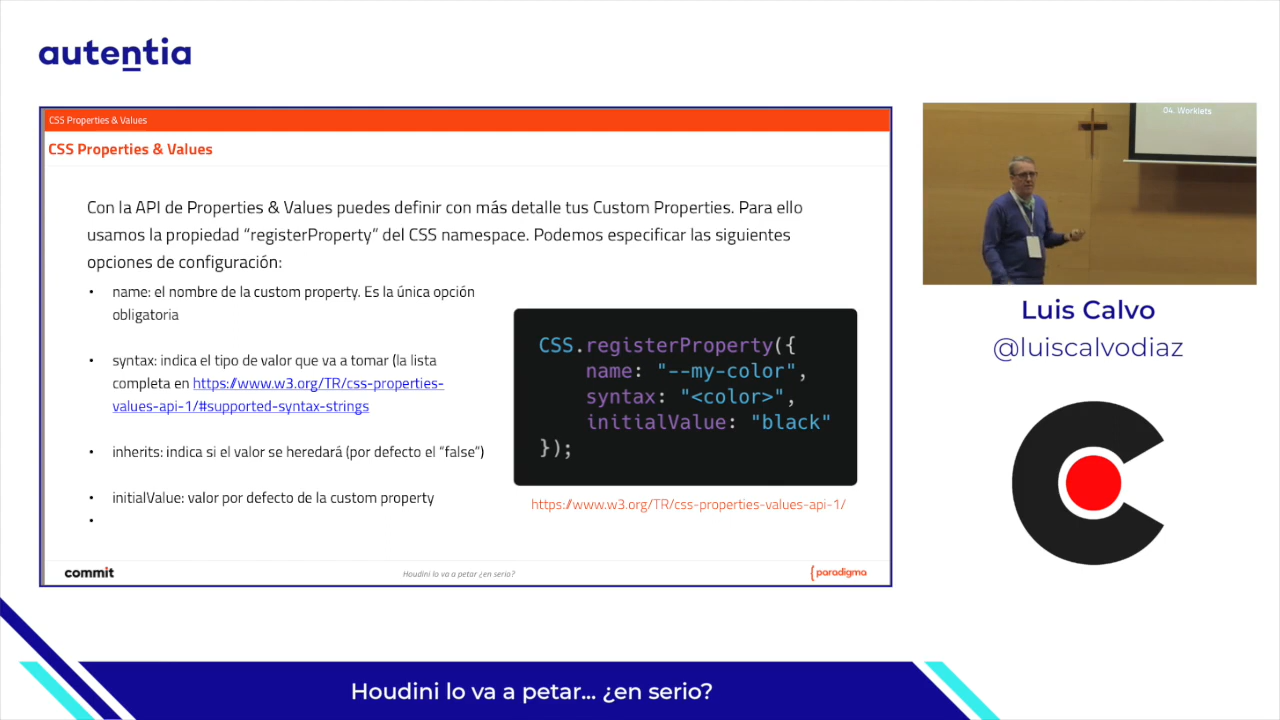 autentia
CSS Properties & Values
CSS Properties & Values
Con la API de Properties & Values puedes definir con más detalle tus Custom Properties. Para ello
usamos la propiedad “registerProperty” del CSS namespace. Podemos especificar las siguientes
opciones de configuración:
• name: el nombre de la custom property. Es la única opción
obligatoria
• syntax: indica el tipo de valor que va a tomar (la lista
completa en https://www.w3.org/TR/css-properties-
values-api-1/#supported-syntax-strings
• inherits: indica si el valor se heredará (por defecto el “false”)
• initialValue: valor por defecto de la custom property
•
CSS.registerProperty({
name: "--my-color",
syntax: "<color>",
initialValue: "black"
});
https://www.w3.org/TR/css-properties-values-api-1/
commit
Houdini lo va a petar ¿en serio?
{paradigma
04. Worklets
Luis Calvo
@luiscalvodiaz
Houdini lo va a petar... ¿en serio?